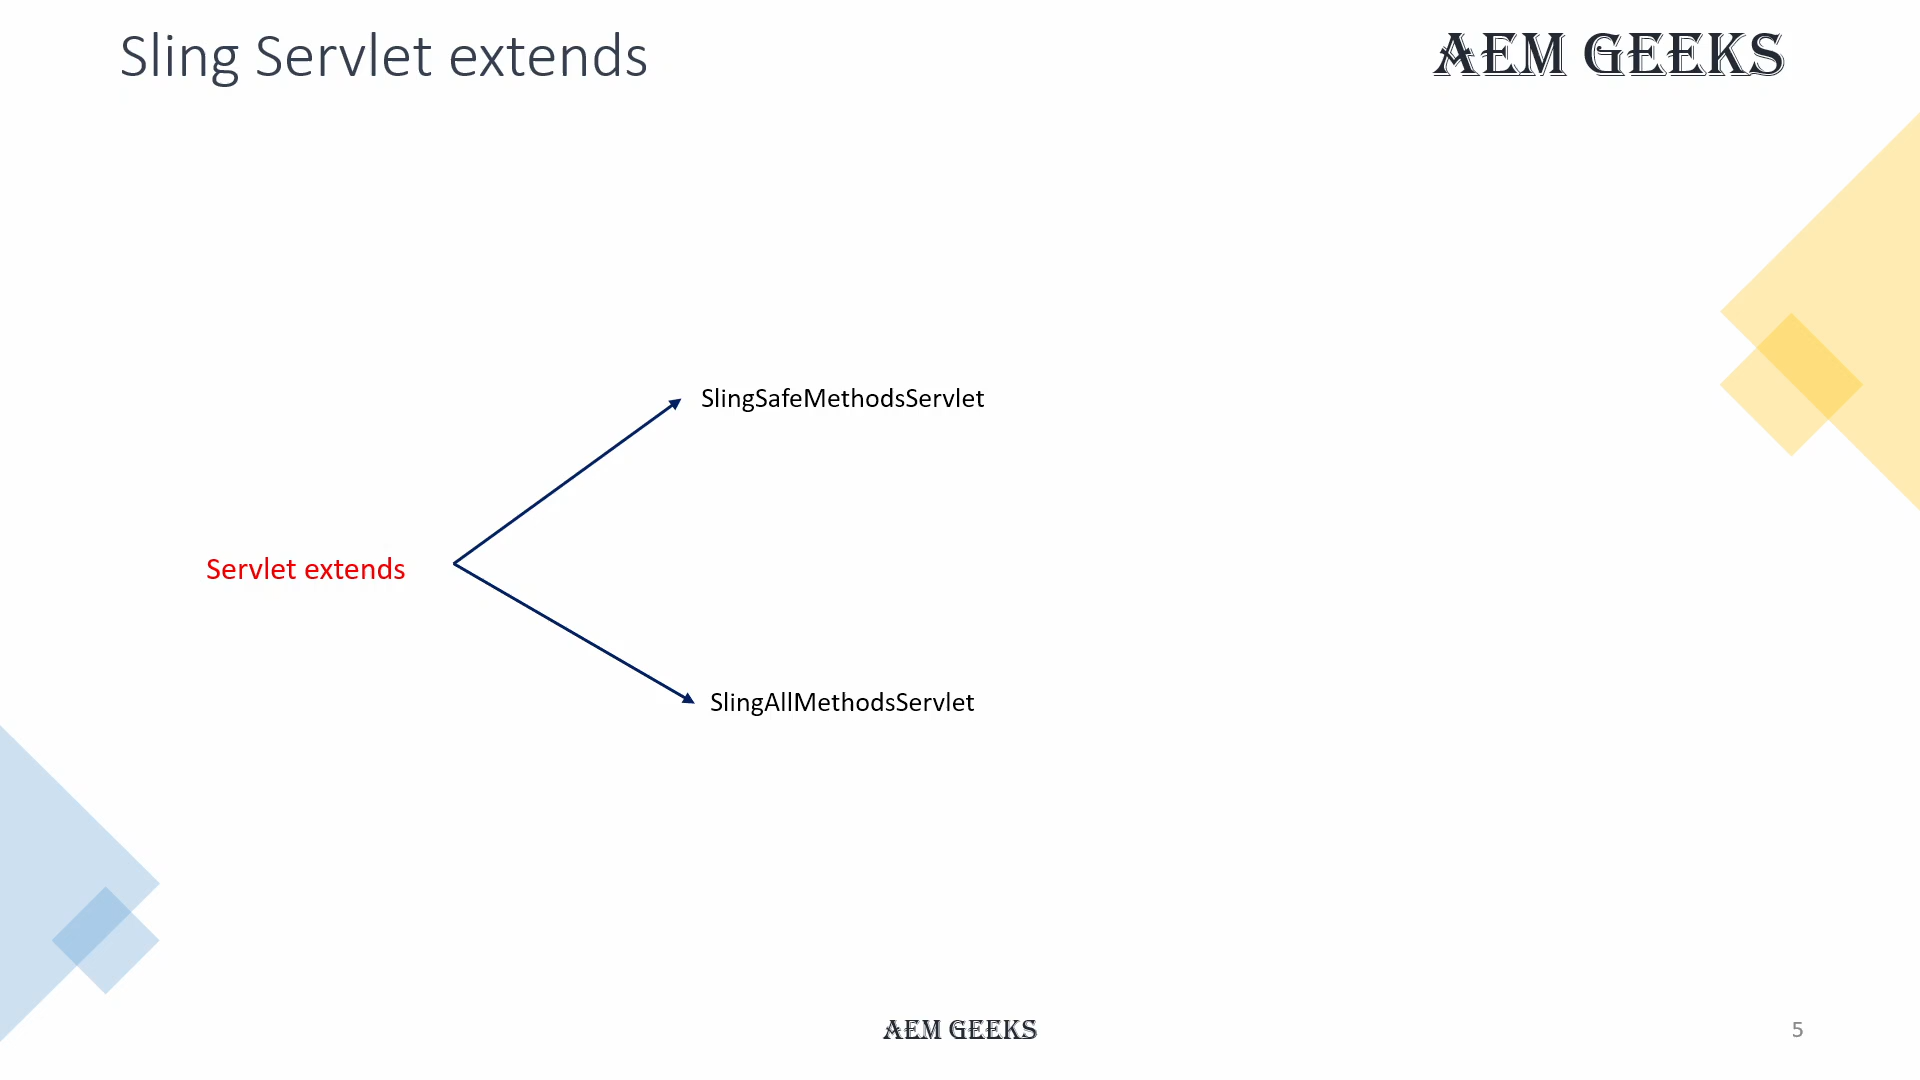 Sling Servlet extends
AEM GEEKS
SlingSafeMethodsServlet
Servlet extends
SlingAllMethodsServlet
AEM GEEKS
5